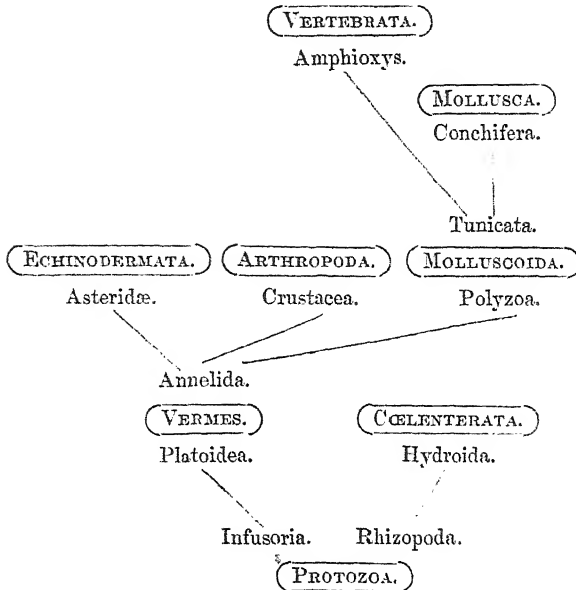 VERTEBRATA.
Amphioxys.
MOLLUSCA.
Conchifera.
Tunicata.
ECHINODERMATA. ARTHROPODA. MOLLUSCOIDA.
Asteridæ. Crustacea. Polyzoa.
Annelida.
VERMES. CŒLENTERATA.
Platoidea. Hydroida.
Infusoria. Rhizopoda.
PROTOZOA.